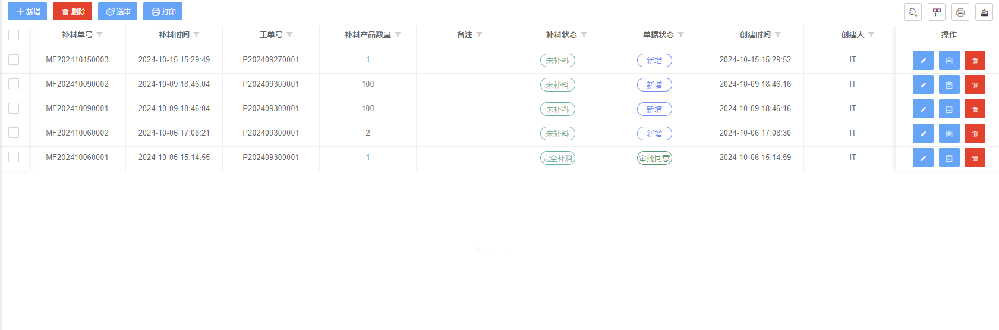 新增 删除 送审 打印
补料单号 补料时间 工单号 补料产品数量 备注 补料状态 单据状态 创建时间 创建人 操作
MF202410150003 2024-10-15 15:29:49 P202409270001 1 未补料 新增 2024-10-15 15:29:52 IT
MF202410090002 2024-10-09 18:46:04 P202409300001 100 未补料 新增 2024-10-09 18:46:16 IT
MF202410090001 2024-10-09 18:46:04 P202409300001 100 未补料 新增 2024-10-09 18:46:16 IT
MF202410060002 2024-10-06 17:08:21 P202409300001 2 未补料 新增 2024-10-06 17:08:30 IT
MF202410060001 2024-10-06 15:14:55 P202409300001 1 完全补料 审批同意 2024-10-06 15:14:59 IT